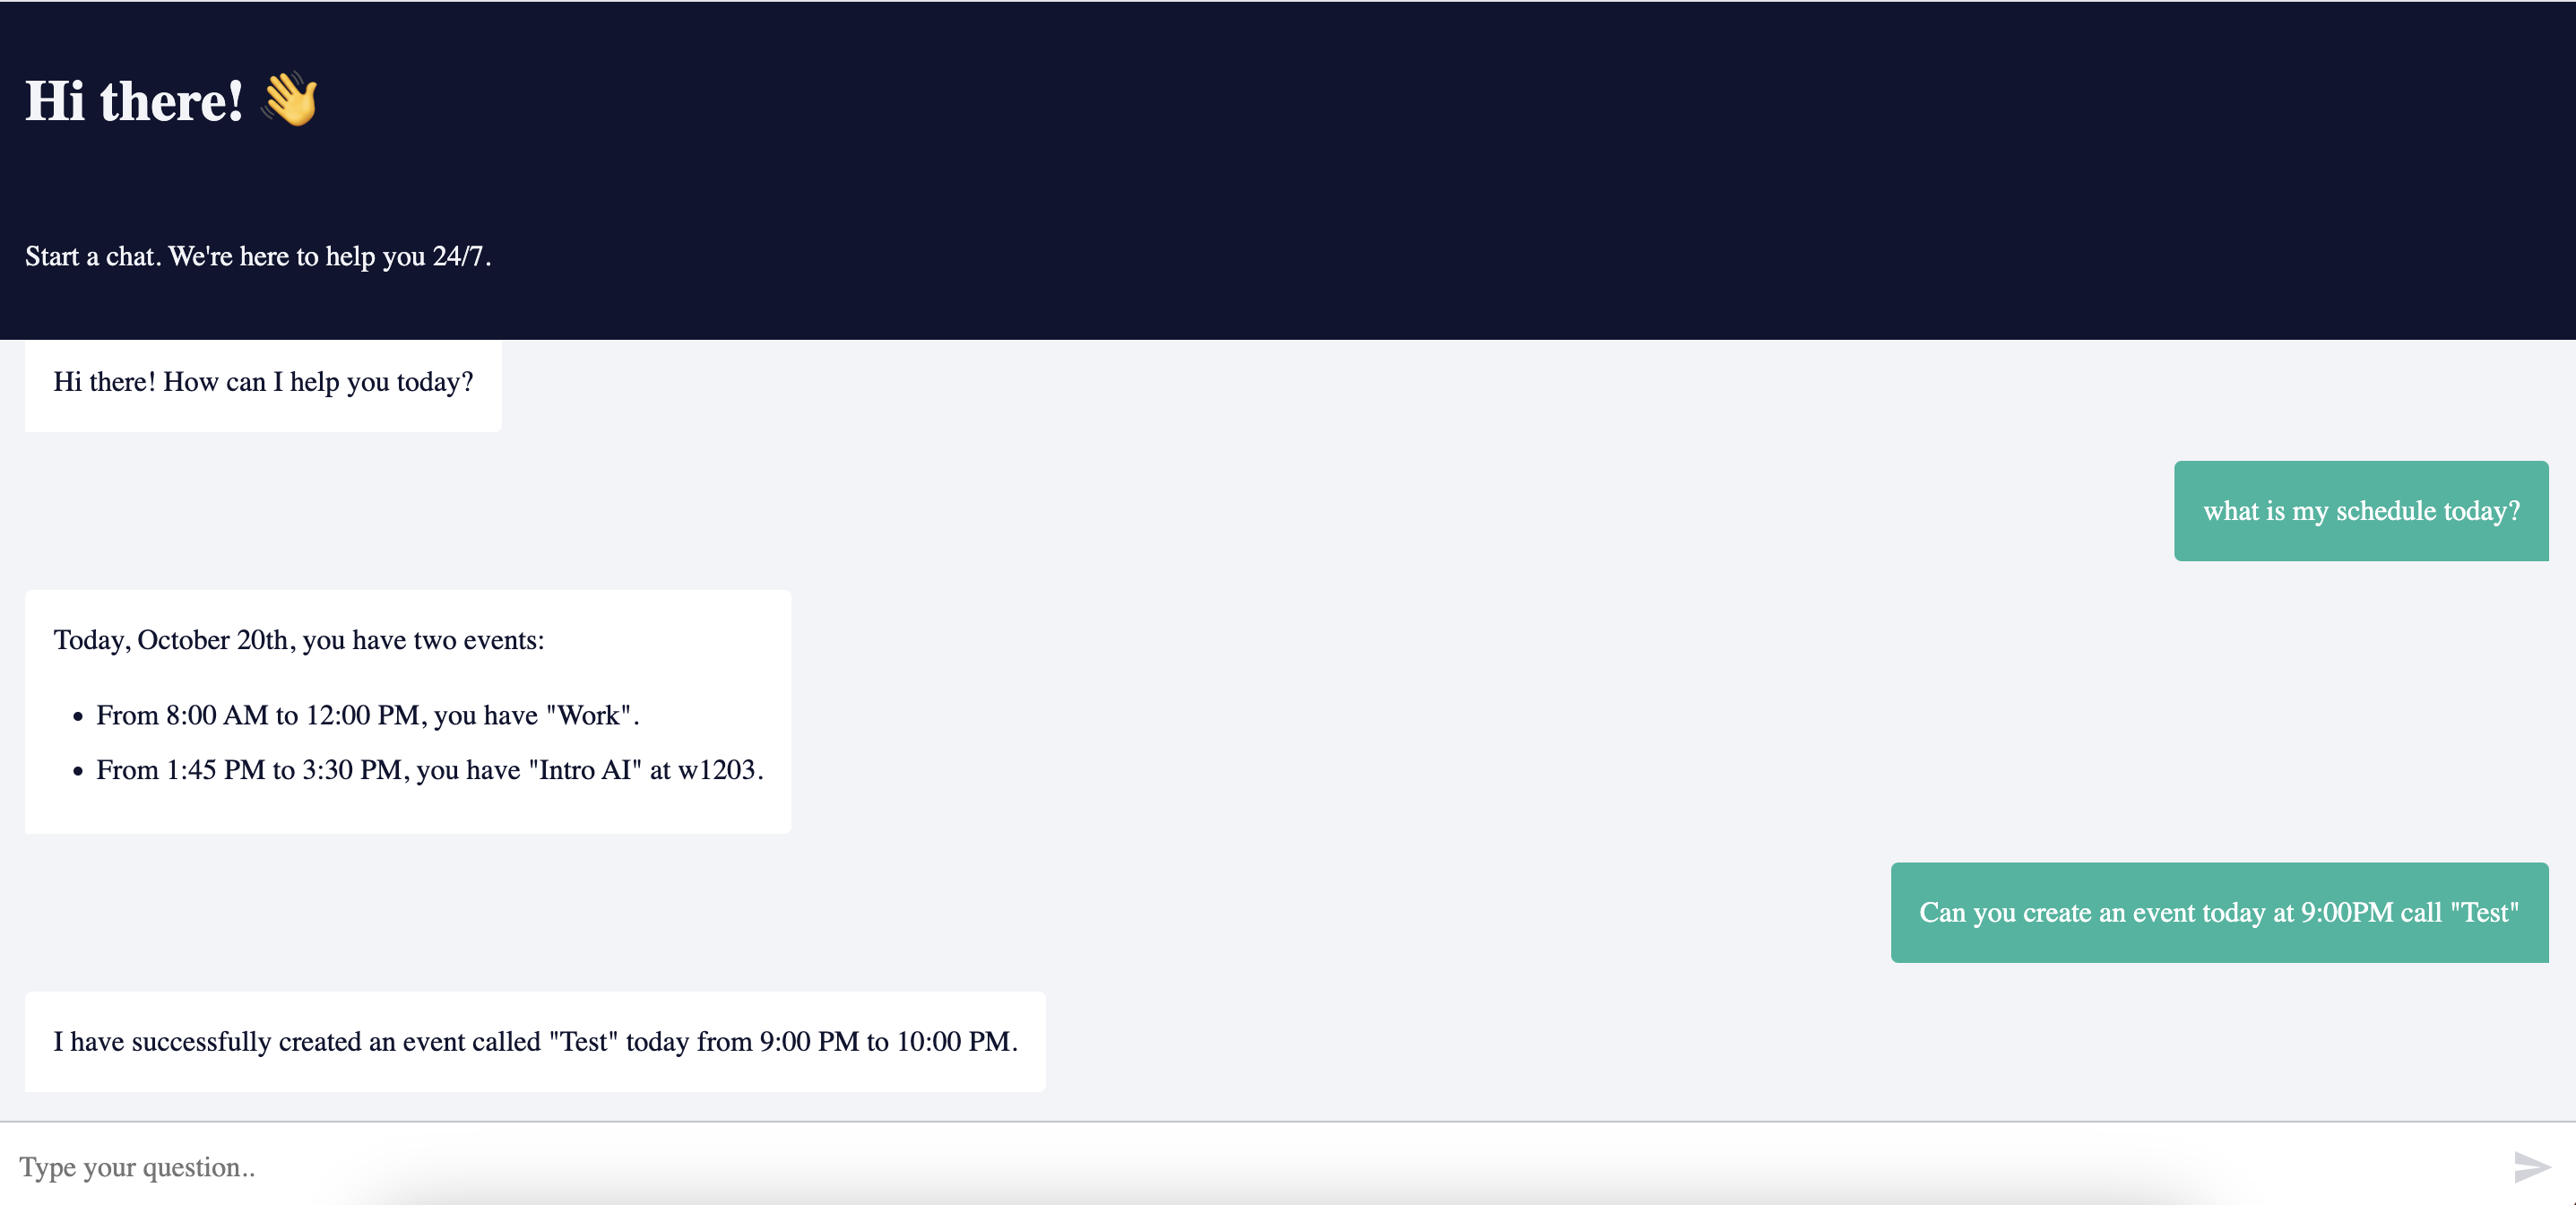 Hi there! 👋
Start a chat. We're here to help you 24/7.
Hi there! How can I help you today?
what is my schedule today?
Today, October 20th, you have two events:
• From 8:00 AM to 12:00 PM, you have "Work".
• From 1:45 PM to 3:30 PM, you have "Intro AI" at w1203.
Can you create an event today at 9:00PM call "Test"
I have successfully created an event called "Test" today from 9:00 PM to 10:00 PM.
Type your question..